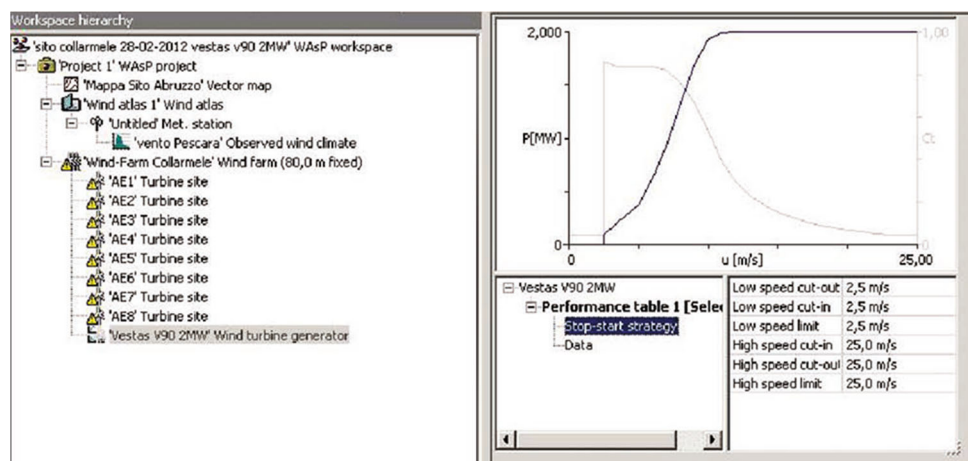 Workspace hierarchy
'sito collarmele 28-02-2012 vestas v90 2MW' WAsP workspace
'Project 1' WAsP project
'Mappa Sito Abruzzo' Vector map
'Wind atlas 1' Wind atlas
'Untitled' Met. station
'vento Pescara' Observed wind climate
'Wind-Farm Collarmele' Wind farm (80,0 m fixed)
'AE1' Turbine site
'AE2' Turbine site
'AE3' Turbine site
'AE4' Turbine site
'AE5' Turbine site
'AE6' Turbine site
'AE7' Turbine site
'AE8' Turbine site
'Vestas V90 2MW' Wind turbine generator
2,000
1,00
P[MW]
Ct
0
0
0
u [m/s]
25,00
Vestas V90 2MW
Performance table 1 [Selec
Stop-start strategy
Data
Low speed cut-out 2,5 m/s
Low speed cut-in 2,5 m/s
Low speed limit 2,5 m/s
High speed cut-in 25,0 m/s
High speed cut-out 25,0 m/s
High speed limit 25,0 m/s